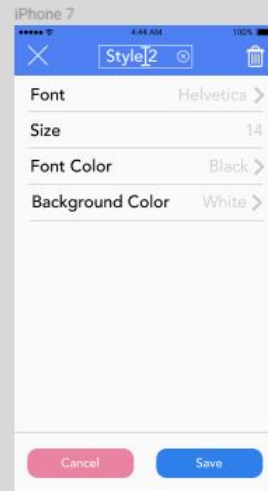 iPhone 7
4:44 AM 100%
Style 2
Font Helvetica
Size 14
Font Color Black
Background Color White
Cancel Save